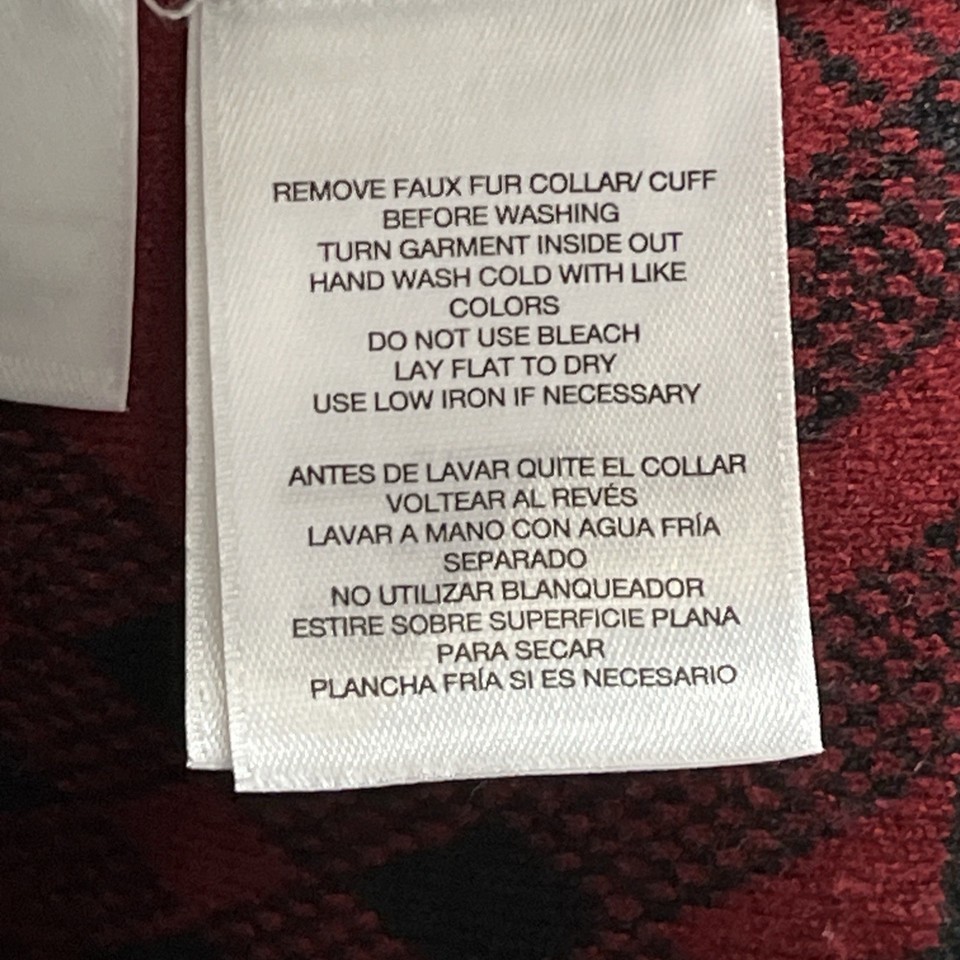 REMOVE FAUX FUR COLLAR/ CUFF
BEFORE WASHING
TURN GARMENT INSIDE OUT
HAND WASH COLD WITH LIKE
COLORS
DO NOT USE BLEACH
LAY FLAT TO DRY
USE LOW IRON IF NECESSARY
ANTES DE LAVAR QUITE EL COLLAR
VOLTEAR AL REVÉS
LAVAR A MANO CON AGUA FRÍA
SEPARADO
NO UTILIZAR BLANQUEADOR
ESTIRE SOBRE SUPERFICIE PLANA
PARA SECAR
PLANCHA FRÍA SI ES NECESARIO